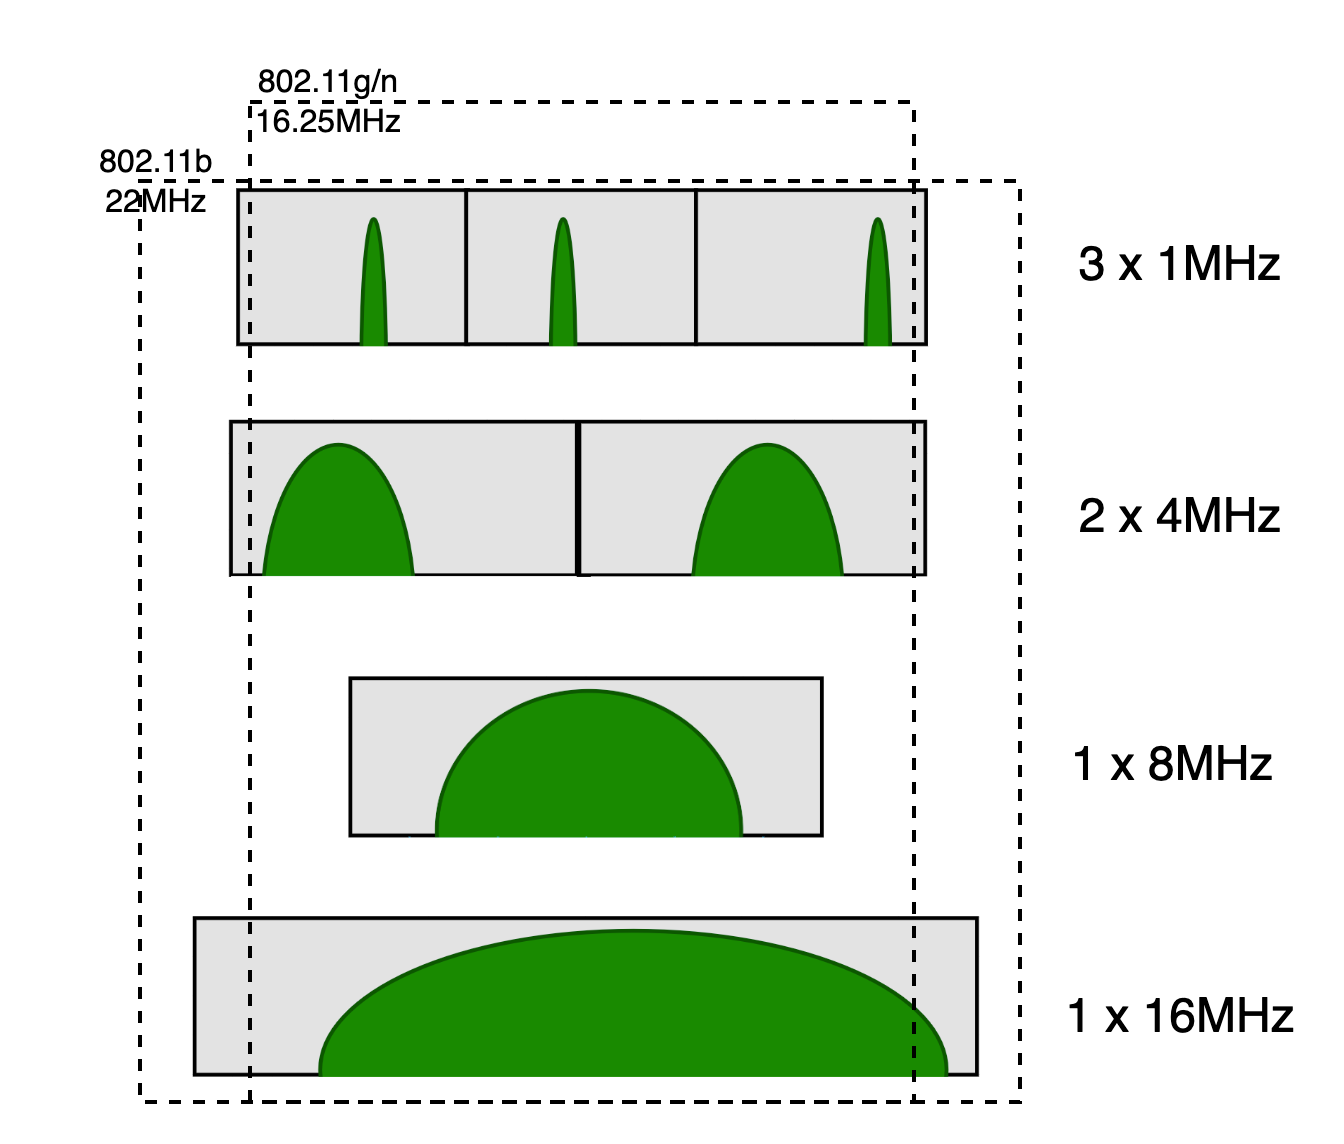 802.11g/n
16.25MHz
802.11b
22MHz
3 x 1MHz
2 x 4MHz
1 x 8MHz
1 x 16MHz